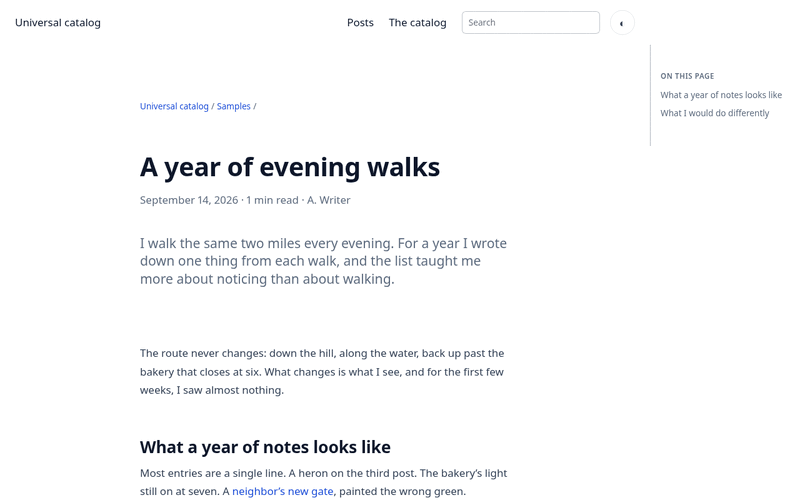 Universal catalog
Posts
The catalog
Search
ON THIS PAGE
What a year of notes looks like
What I would do differently
Universal catalog / Samples /
A year of evening walks
September 14, 2026 · 1 min read · A. Writer
I walk the same two miles every evening. For a year I wrote
down one thing from each walk, and the list taught me
more about noticing than about walking.
The route never changes: down the hill, along the water, back up past the
bakery that closes at six. What changes is what I see, and for the first few
weeks, I saw almost nothing.
What a year of notes looks like
Most entries are a single line. A heron on the third post. The bakery’s light
still on at seven. A neighbor’s new gate, painted the wrong green.